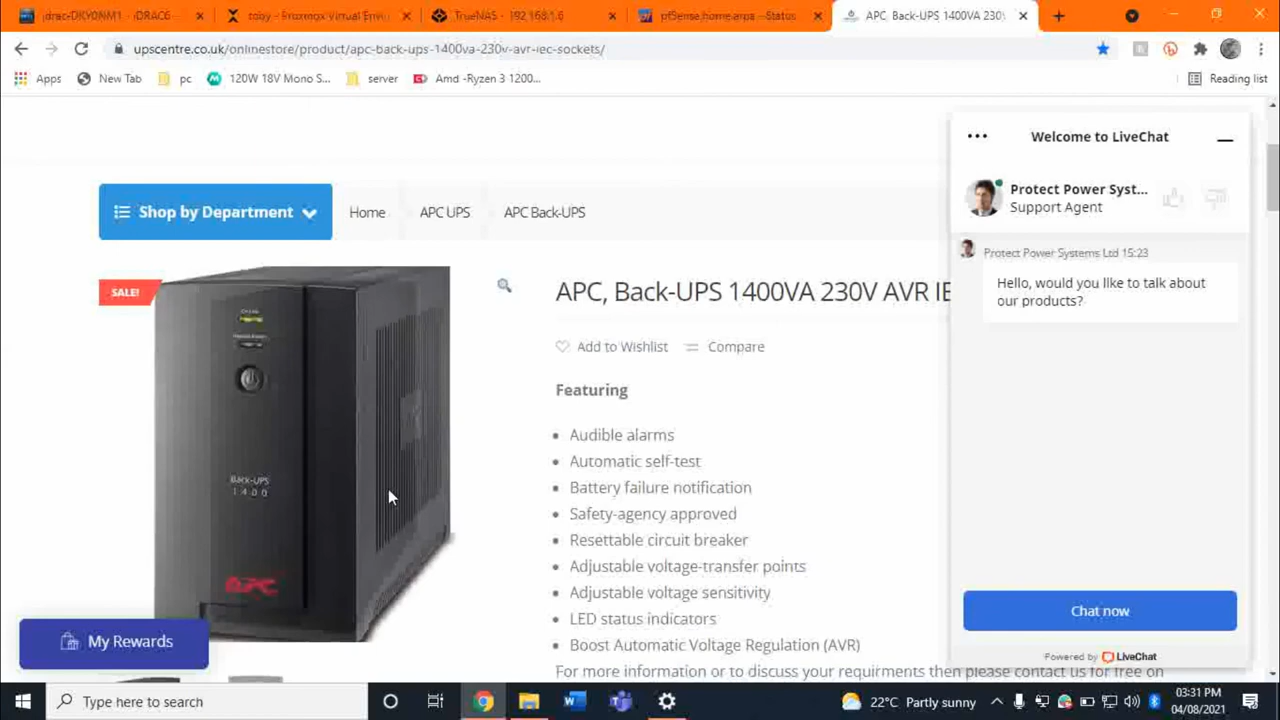 idrac-DKY0NM1 - iDRAC6 -
toby - Proxmox Virtual Envi
TrueNAS - 192.168.1.6
pfSense.home.arpa - Status
APC, Back-UPS 1400VA 230V
upscentre.co.uk/onlinestore/product/apc-back-ups-1400va-230v-avr-iec-sockets/
Apps
New Tab
pc
120W 18V Mono S...
server
Amd -Ryzen 3 1200...
Reading list
Welcome to LiveChat
Protect Power Syst...
Support Agent
Protect Power Systems Ltd 15:23
Hello, would you like to talk about
our products?
Chat now
Powered by LiveChat
Shop by Department
Home
APC UPS
APC Back-UPS
SALE!
Back-UPS
1400
APC
APC, Back-UPS 1400VA 230V AVR IE
Add to Wishlist
Compare
Featuring
• Audible alarms
• Automatic self-test
• Battery failure notification
• Safety-agency approved
• Resettable circuit breaker
• Adjustable voltage-transfer points
• Adjustable voltage sensitivity
• LED status indicators
• Boost Automatic Voltage Regulation (AVR)
For more information or to discuss your requirments then please contact us for free on
My Rewards
Type here to search
22°C Partly sunny
03:31 PM
04/08/2021